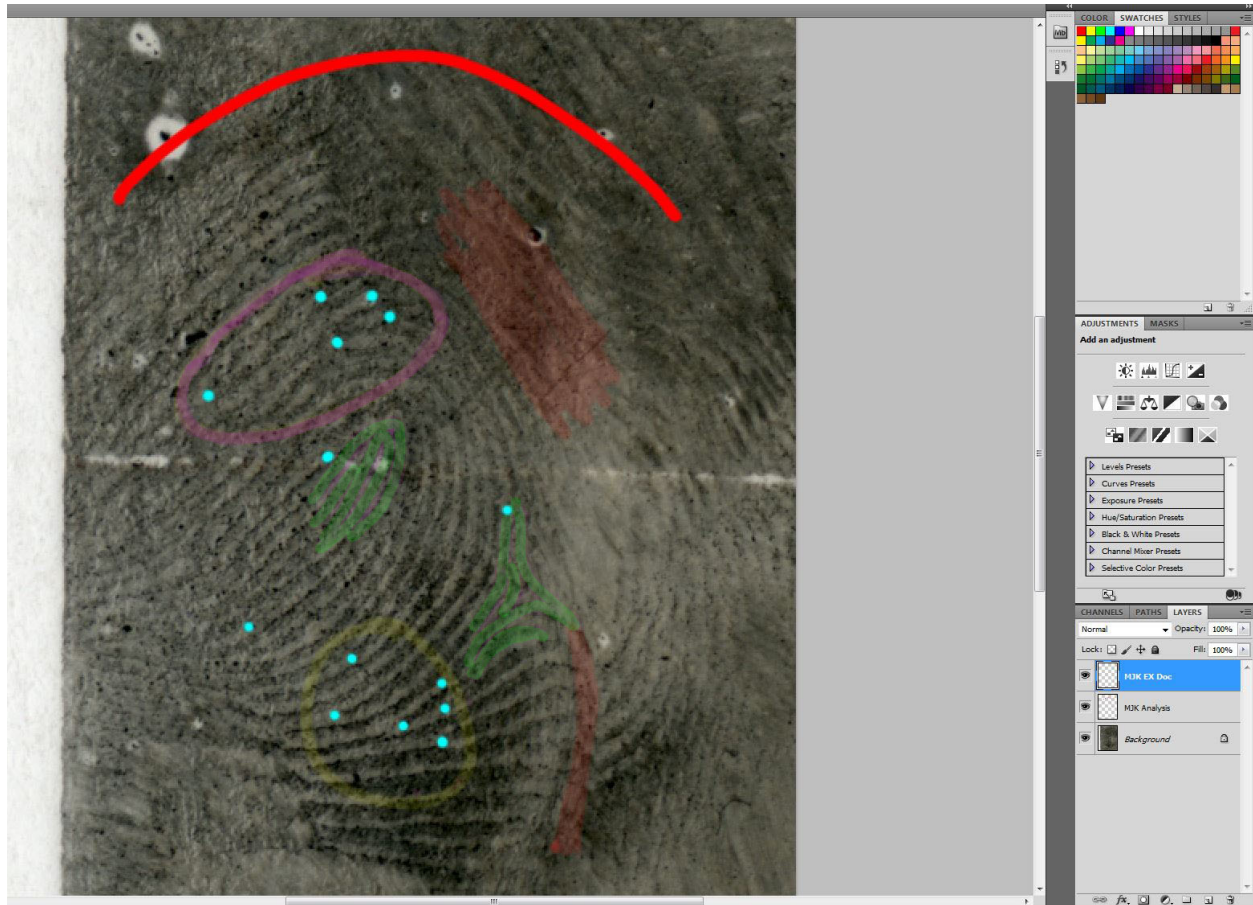 COLOR SWATCHES STYLES
ADJUSTMENTS MASKS
Add an adjustment
Levels Presets
Curves Presets
Exposure Presets
Hue/Saturation Presets
Black & White Presets
Channel Mixer Presets
Selective Color Presets
CHANNELS PATHS LAYERS
Normal Opacity: 100%
Lock: Fill: 100%
MJK EX Doc
MJK Analysis
Background
fx